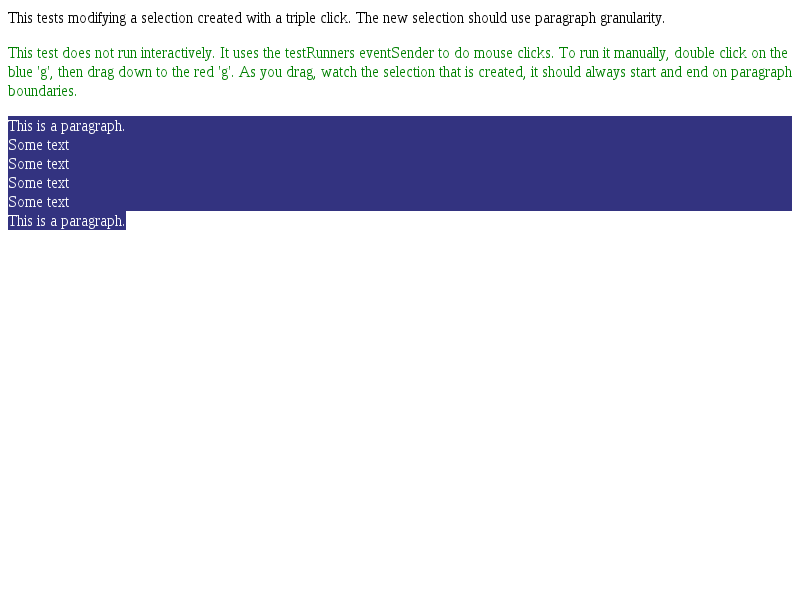 This tests modifying a selection created with a triple click. The new selection should use paragraph granularity.
This test does not run interactively. It uses the testRunners eventSender to do mouse clicks. To run it manually, double click on the
blue 'g', then drag down to the red 'g'. As you drag, watch the selection that is created, it should always start and end on paragraph
boundaries.
This is a paragraph.
Some text
Some text
Some text
Some text
This is a paragraph.